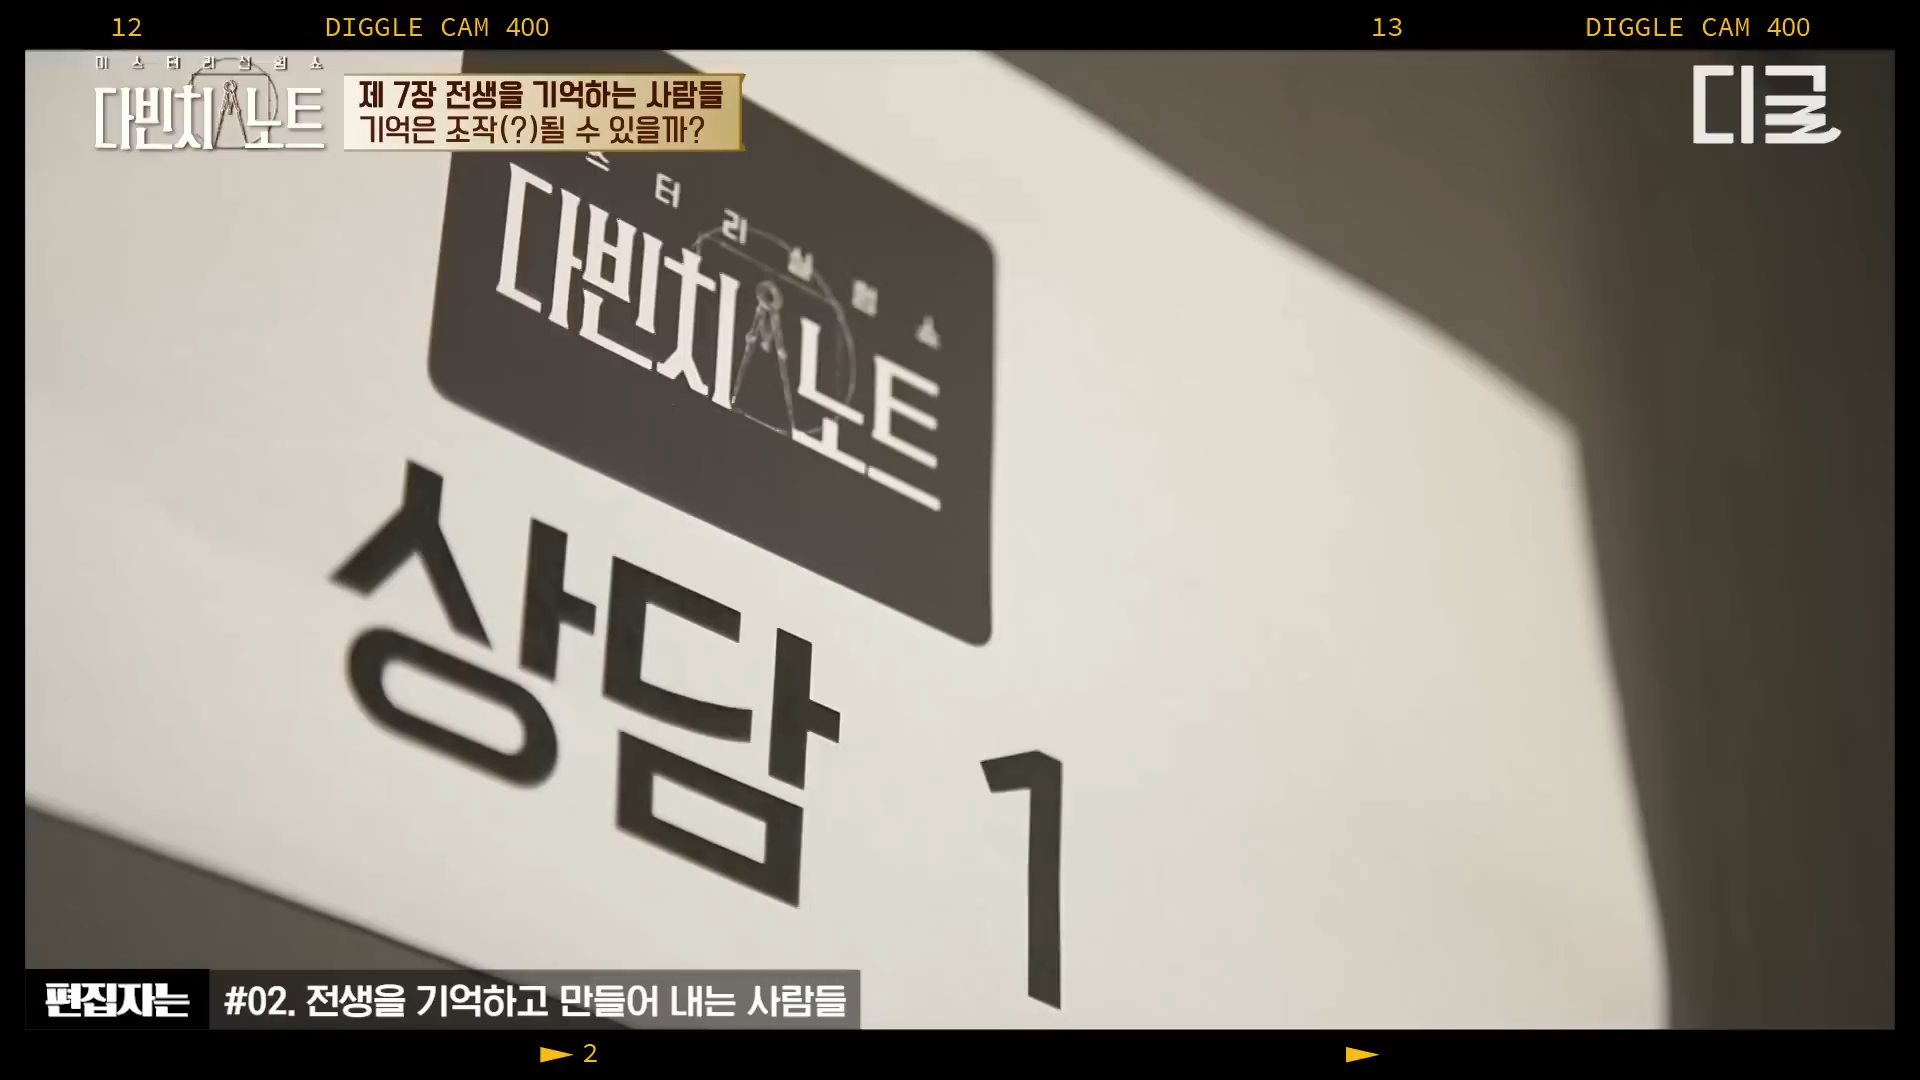 12 DIGGLE CAM 400 13 DIGGLE CAM 400
미스터리실험쇼
다빈치노트
제 7장 전생을 기억하는 사람들
기억은 조작(?)될 수 있을까?
디글
스터리실험쇼
다빈치노트
상담 1
편집자는 #02. 전생을 기억하고 만들어 내는 사람들
2